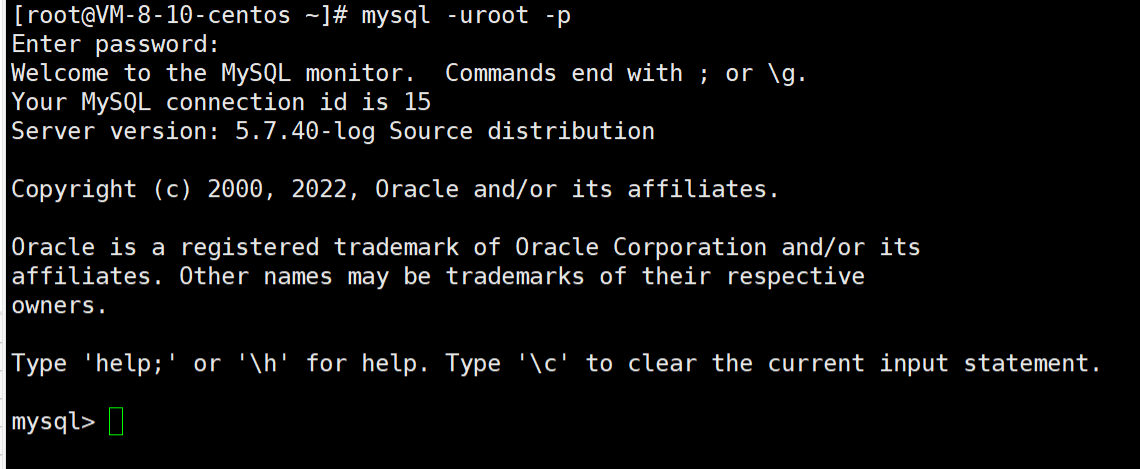 [root@VM-8-10-centos ~]# mysql -uroot -p
Enter password:
Welcome to the MySQL monitor.  Commands end with ; or \g.
Your MySQL connection id is 15
Server version: 5.7.40-log Source distribution
Copyright (c) 2000, 2022, Oracle and/or its affiliates.
Oracle is a registered trademark of Oracle Corporation and/or its
affiliates. Other names may be trademarks of their respective
owners.
Type 'help;' or '\h' for help. Type '\c' to clear the current input statement.
mysql>